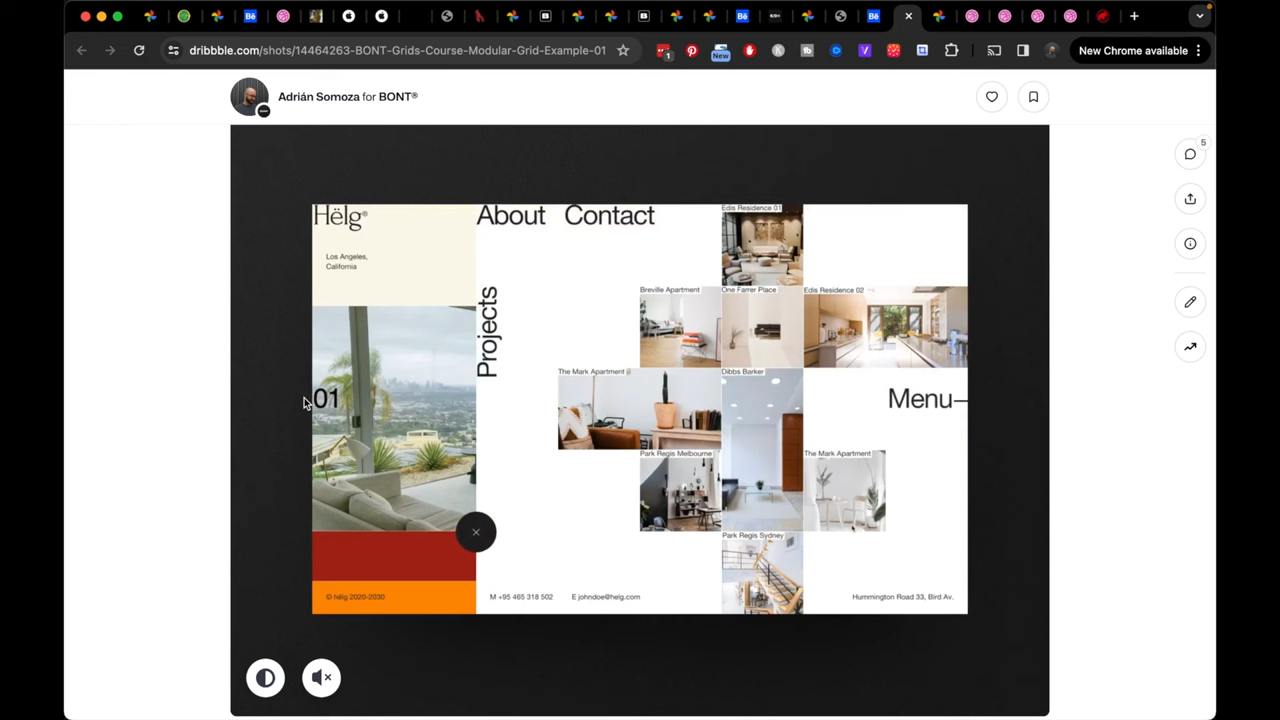 dribbble.com/shots/14464263-BONT-Grids-Course-Modular-Grid-Example-01
1
New
New Chrome available
Adrián Somoza for BONT®
5
Hëlg®
About Contact
Edis Residence 01
Los Angeles,
California
Projects
Breville Apartment
One Farrer Place
Edis Residence 02
The Mark Apartment
Dibbs Barker
01
Menu—
Park Regis Melbourne
The Mark Apartment
Park Regis Sydney
© hëlg 2020-2030
M +95 465 318 502
E johndoe@helg.com
Hummington Road 33, Bird Av.